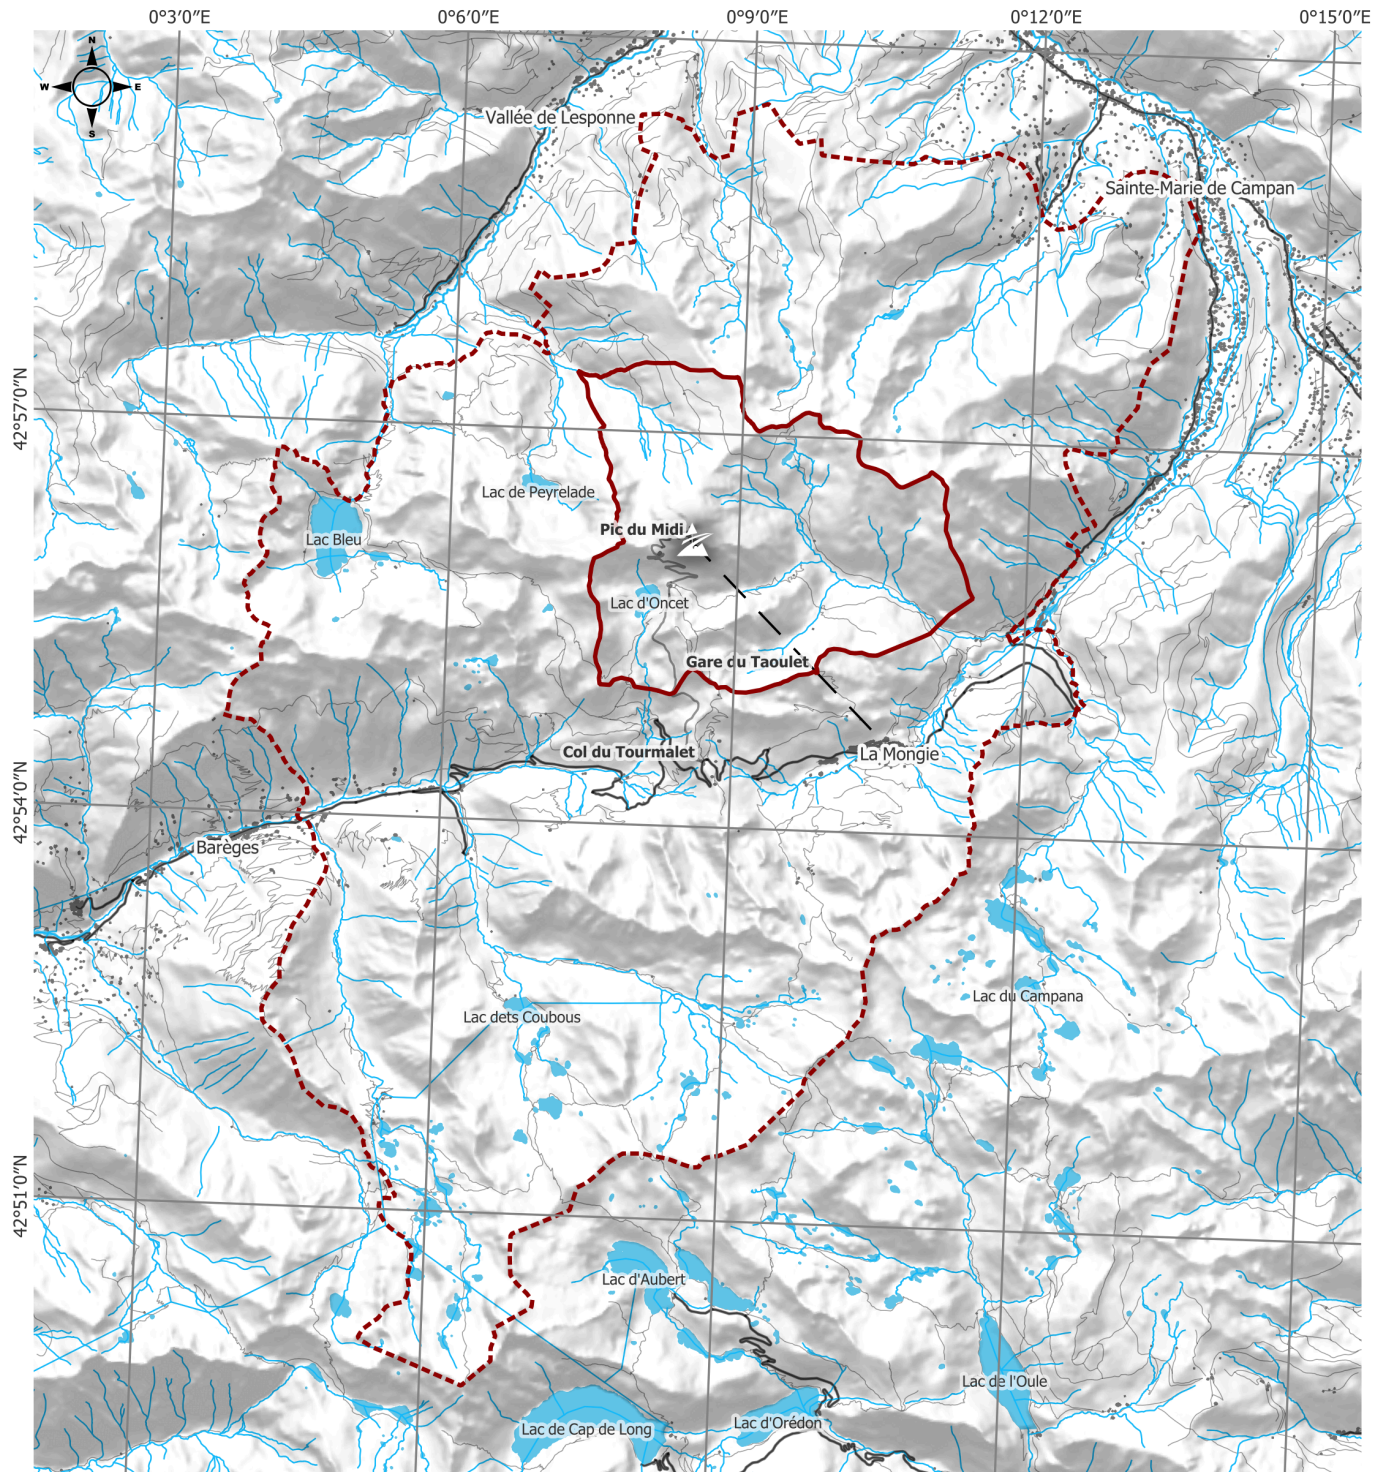 0°3′0″E 0°6′0″E 0°9′0″E 0°12′0″E 0°15′0″E
N
W E
S
Vallée de Lesponne
Sainte-Marie de Campan
42°57′0″N
Lac de Peyrelade
Pic du Midi
Lac Bleu
Lac d'Oncet
Gare du Taoulet
Col du Tourmalet
La Mongie
42°54′0″N
Barèges
Lac du Campana
Lac dets Coubous
42°51′0″N
Lac d'Aubert
Lac de l'Oule
Lac d'Orédon
Lac de Cap de Long